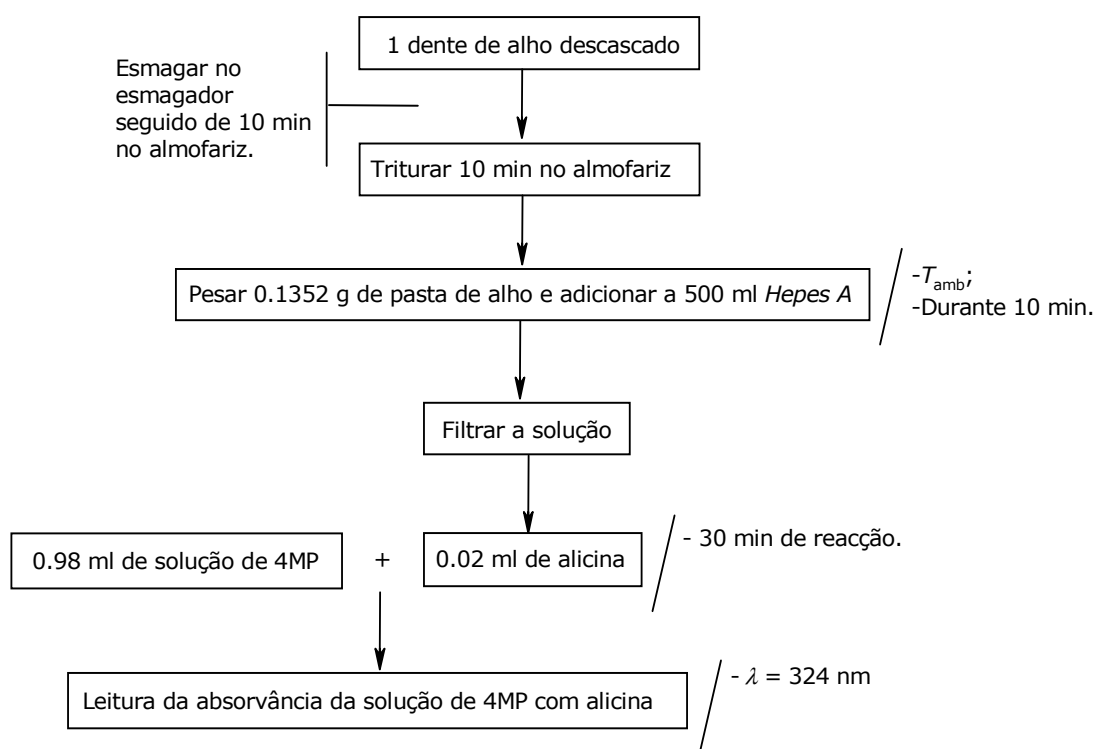 1 dente de alho descascado
Esmagar no
esmagador
seguido de 10 min
no almofariz.
Triturar 10 min no almofariz
Pesar 0.1352 g de pasta de alho e adicionar a 500 ml Hepes A
-Tamb;
-Durante 10 min.
Filtrar a solução
0.98 ml de solução de 4MP
+
0.02 ml de alicina
- 30 min de reacção.
Leitura da absorvância da solução de 4MP com alicina
- λ = 324 nm